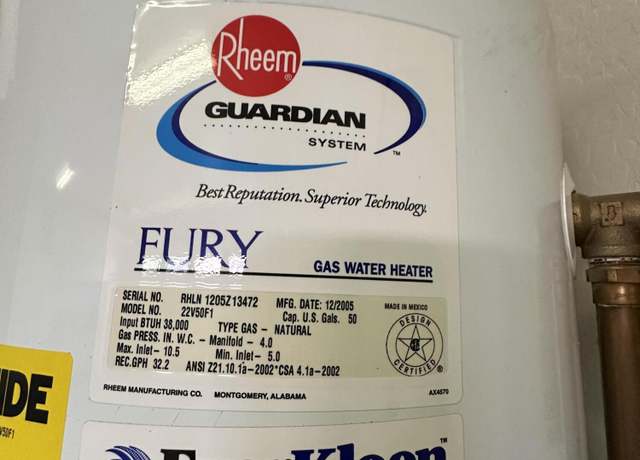 Rheem®
GUARDIAN
SYSTEM ™
Best Reputation. Superior Technology.
FURY
GAS WATER HEATER
SERIAL NO. RHLN 1205Z13472 MFG. DATE: 12/2005
MODEL NO. 22V50F1 Cap. U.S. Gals. 50
Input BTUH 38,000 TYPE GAS – NATURAL
Gas PRESS. IN. W.C. – Manifold – 4.0
Max. Inlet– 10.5 Min. Inlet– 5.0
REC.GPH 32.2 ANSI Z21.10.1a-2002*CSA 4.1a-2002
MADE IN MEXICO
DESIGN
CERTIFIED
RHEEM MANUFACTURING CO. MONTGOMERY, ALABAMA AX4570
IDE
V50F1
EverKleen ™